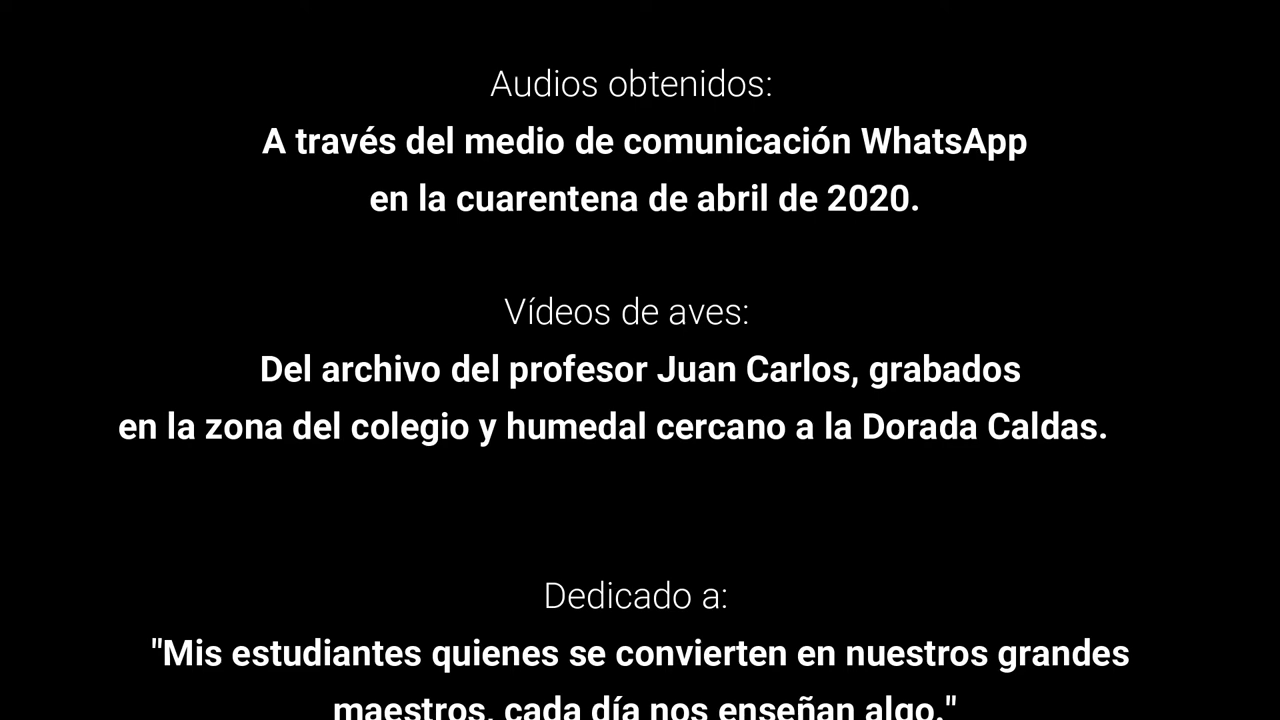 Audios obtenidos:
A través del medio de comunicación WhatsApp
en la cuarentena de abril de 2020.
Vídeos de aves:
Del archivo del profesor Juan Carlos, grabados
en la zona del colegio y humedal cercano a la Dorada Caldas.
Dedicado a:
"Mis estudiantes quienes se convierten en nuestros grandes
maestros, cada día nos enseñan algo."